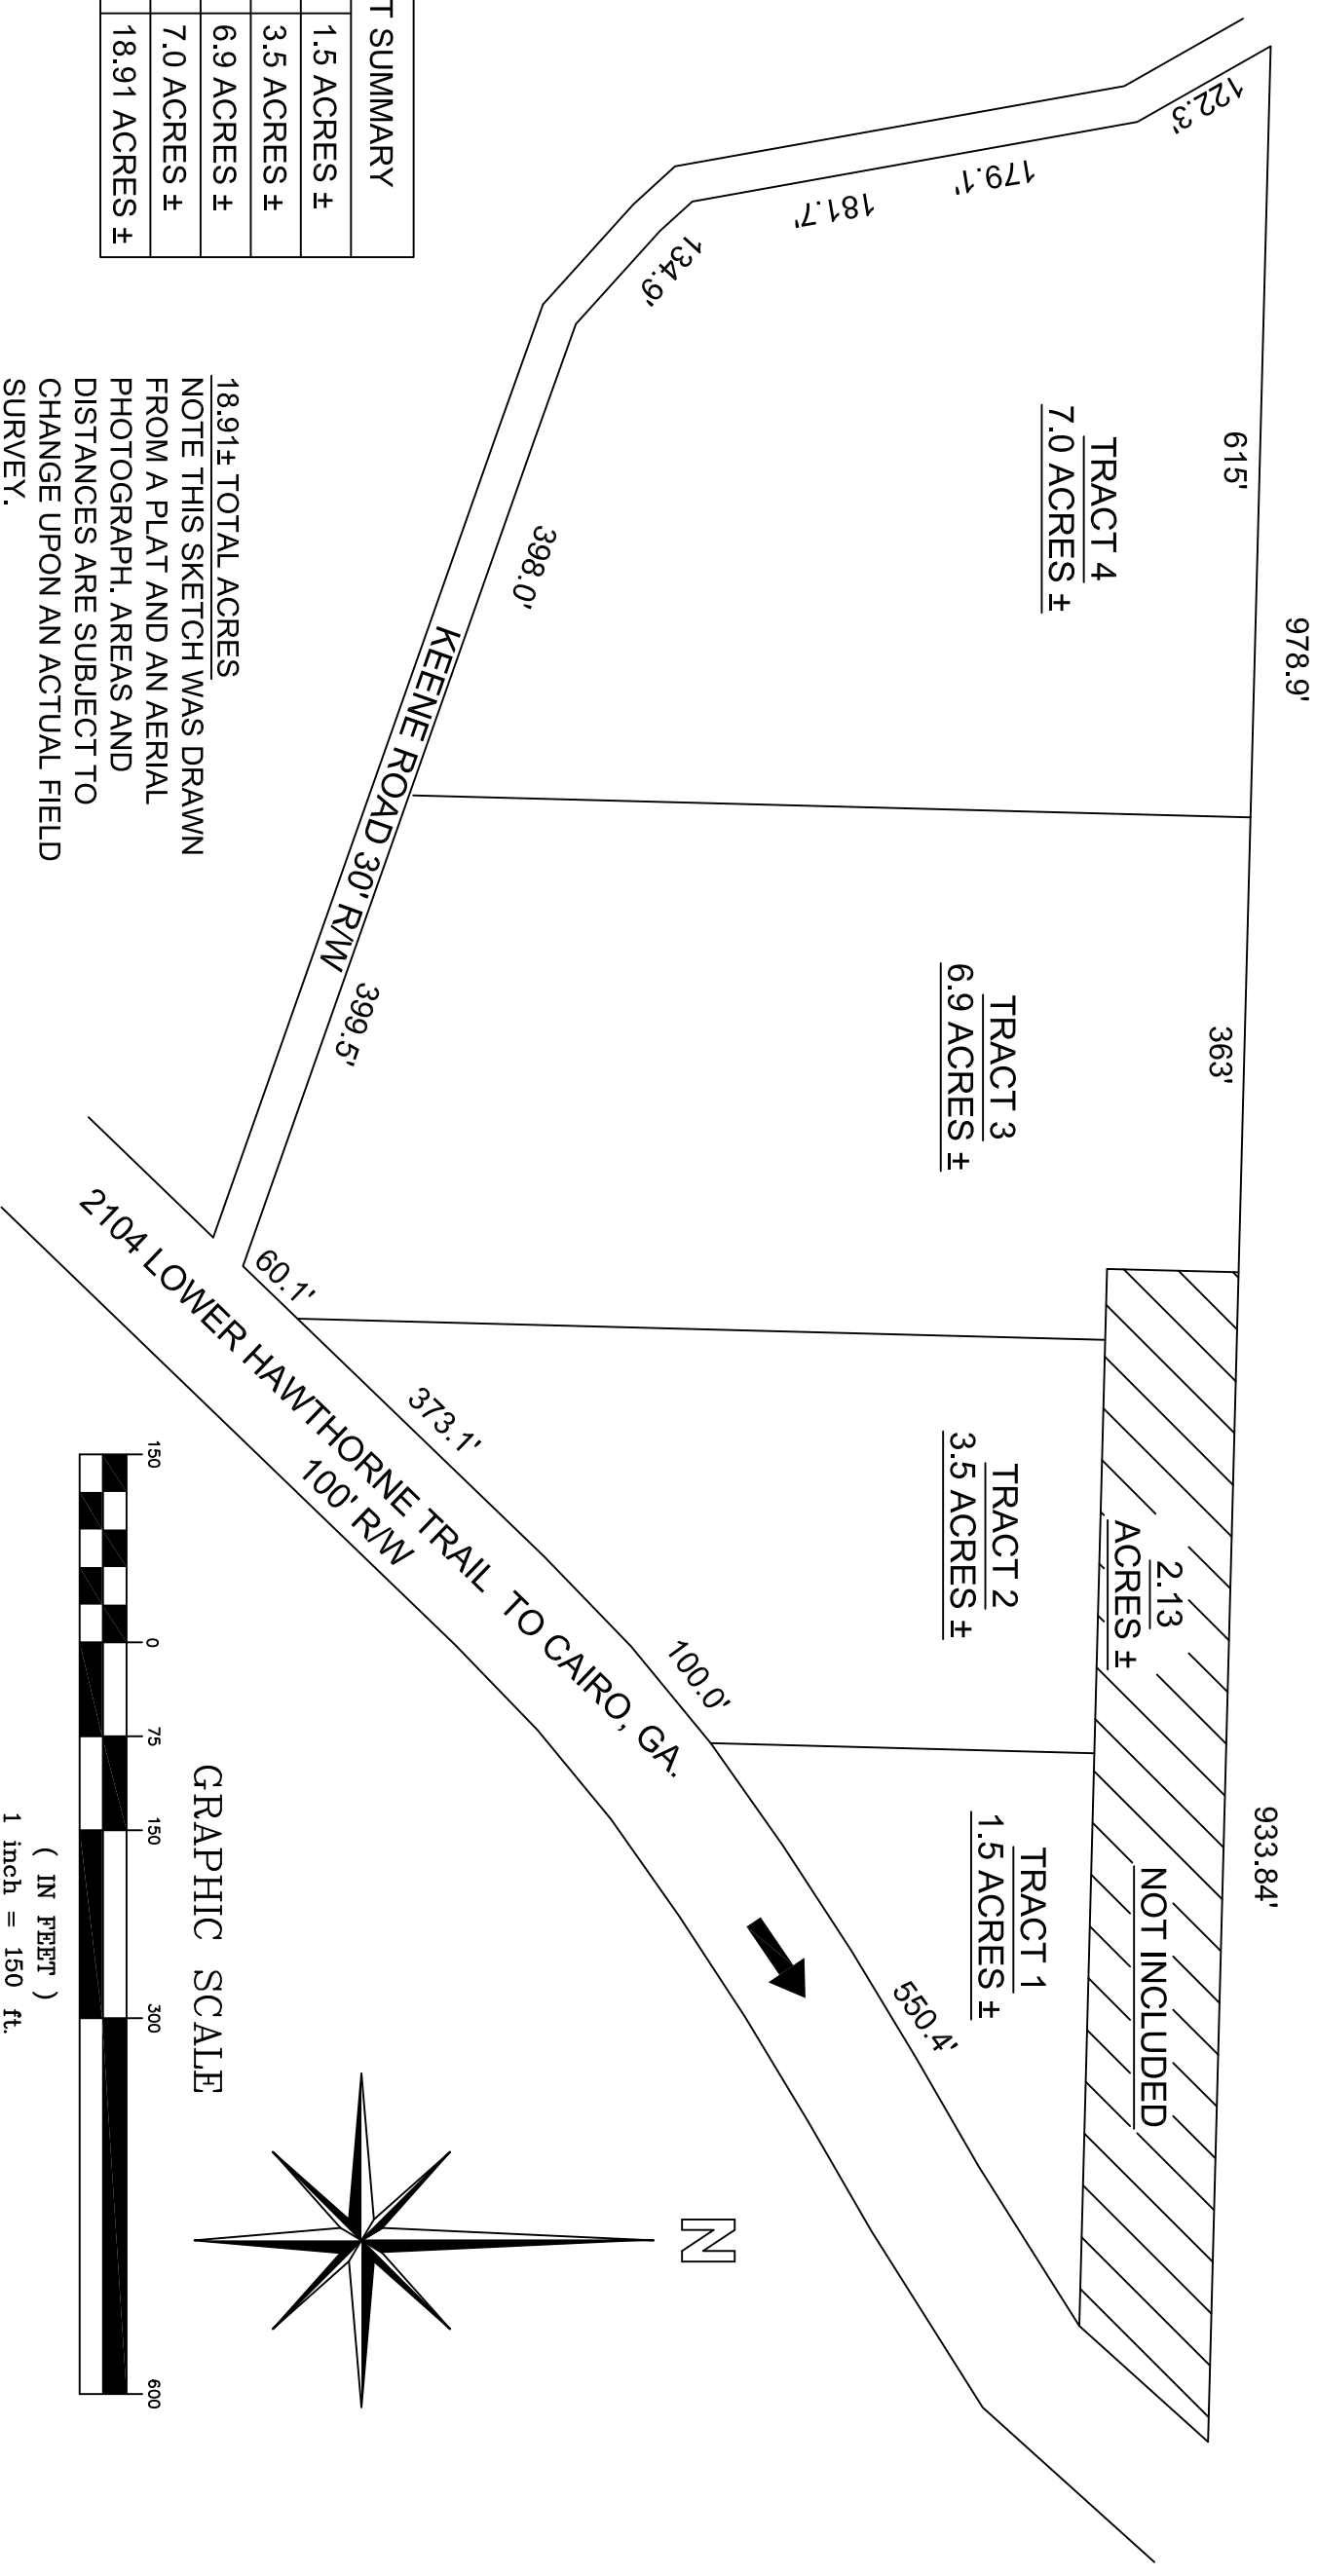 978.9'
933.84'
122.3'
615'
363'
179.1'
181.7'
134.9'
TRACT 4
7.0 ACRES ±
TRACT 3
6.9 ACRES ±
TRACT 2
3.5 ACRES ±
TRACT 1
1.5 ACRES ±
2.13
ACRES ±
NOT INCLUDED
398.0'
399.5'
KEENE ROAD 30' R/W
60.1'
373.1'
100.0'
550.4'
2104 LOWER HAWTHORNE TRAIL TO CAIRO, GA.
100' R/W
N
T SUMMARY
1.5 ACRES ±
3.5 ACRES ±
6.9 ACRES ±
7.0 ACRES ±
18.91 ACRES ±
18.91± TOTAL ACRES
NOTE THIS SKETCH WAS DRAWN
FROM A PLAT AND AN AERIAL
PHOTOGRAPH. AREAS AND
DISTANCES ARE SUBJECT TO
CHANGE UPON AN ACTUAL FIELD
SURVEY.
GRAPHIC SCALE
150 0 75 150 300 600
( IN FEET )
1 inch = 150 ft.